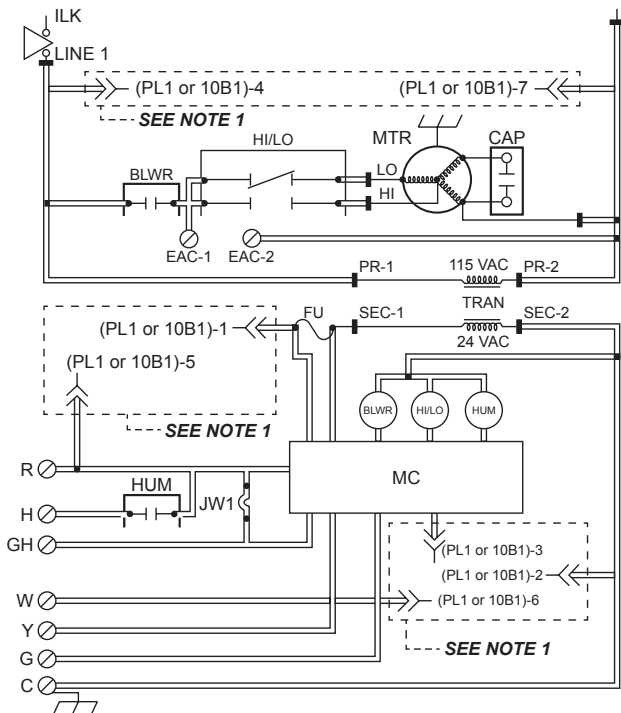 ILK
LINE 1
(PL1 or 10B1)-4
(PL1 or 10B1)-7
SEE NOTE 1
HI/LO
MTR
CAP
BLWR
LO
HI
EAC-1
EAC-2
PR-1
115 VAC
PR-2
TRAN
(PL1 or 10B1)-1
FU
SEC-1
SEC-2
24 VAC
(PL1 or 10B1)-5
BLWR
HI/LO
HUM
SEE NOTE 1
R
HUM
JW1
MC
H
GH
(PL1 or 10B1)-3
(PL1 or 10B1)-2
W
(PL1 or 10B1)-6
Y
G
SEE NOTE 1
C